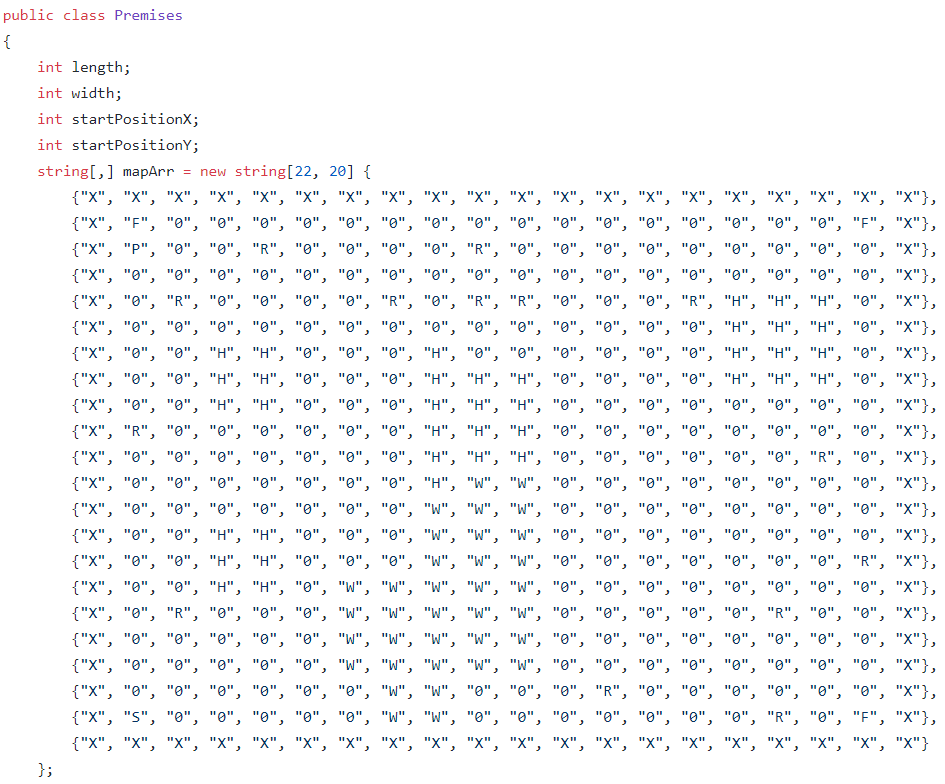 public class Premises
{
int length;
int width;
int startPositionX;
int startPositionY;
string[,] mapArr = new string[22, 20] {
{"X", "X", "X", "X", "X", "X", "X", "X", "X", "X", "X", "X", "X", "X", "X", "X", "X", "X", "X", "X"},
{"X", "F", "0", "0", "0", "0", "0", "0", "0", "0", "0", "0", "0", "0", "0", "0", "0", "0", "F", "X"},
{"X", "P", "0", "0", "R", "0", "0", "0", "0", "R", "0", "0", "0", "0", "0", "0", "0", "0", "0", "X"},
{"X", "0", "0", "0", "0", "0", "0", "0", "0", "0", "0", "0", "0", "0", "0", "0", "0", "0", "0", "X"},
{"X", "0", "R", "0", "0", "0", "0", "R", "0", "R", "R", "0", "0", "0", "R", "H", "H", "H", "0", "X"},
{"X", "0", "0", "0", "0", "0", "0", "0", "0", "0", "0", "0", "0", "0", "0", "H", "H", "H", "0", "X"},
{"X", "0", "0", "H", "H", "0", "0", "0", "H", "0", "0", "0", "0", "0", "0", "H", "H", "H", "0", "X"},
{"X", "0", "0", "H", "H", "0", "0", "0", "H", "H", "H", "0", "0", "0", "0", "H", "H", "H", "0", "X"},
{"X", "0", "0", "H", "H", "0", "0", "0", "H", "H", "H", "0", "0", "0", "0", "0", "0", "0", "0", "X"},
{"X", "R", "0", "0", "0", "0", "0", "0", "H", "H", "H", "0", "0", "0", "0", "0", "0", "0", "0", "X"},
{"X", "0", "0", "0", "0", "0", "0", "0", "H", "H", "H", "0", "0", "0", "0", "0", "0", "R", "0", "X"},
{"X", "0", "0", "0", "0", "0", "0", "0", "H", "W", "W", "0", "0", "0", "0", "0", "0", "0", "0", "X"},
{"X", "0", "0", "0", "0", "0", "0", "0", "W", "W", "W", "0", "0", "0", "0", "0", "0", "0", "0", "X"},
{"X", "0", "0", "H", "H", "0", "0", "0", "W", "W", "W", "0", "0", "0", "0", "0", "0", "0", "0", "X"},
{"X", "0", "0", "H", "H", "0", "0", "0", "W", "W", "W", "0", "0", "0", "0", "0", "0", "0", "R", "X"},
{"X", "0", "0", "H", "H", "0", "W", "W", "W", "W", "W", "0", "0", "0", "0", "0", "0", "0", "0", "X"},
{"X", "0", "R", "0", "0", "0", "W", "W", "W", "W", "W", "0", "0", "0", "0", "0", "R", "0", "0", "X"},
{"X", "0", "0", "0", "0", "0", "W", "W", "W", "W", "W", "0", "0", "0", "0", "0", "0", "0", "0", "X"},
{"X", "0", "0", "0", "0", "0", "W", "W", "W", "W", "W", "0", "0", "0", "0", "0", "0", "0", "0", "X"},
{"X", "0", "0", "0", "0", "0", "0", "W", "W", "0", "0", "0", "R", "0", "0", "0", "0", "0", "0", "X"},
{"X", "S", "0", "0", "0", "0", "0", "W", "W", "0", "0", "0", "0", "0", "0", "0", "R", "0", "F", "X"},
{"X", "X", "X", "X", "X", "X", "X", "X", "X", "X", "X", "X", "X", "X", "X", "X", "X", "X", "X", "X"}
};